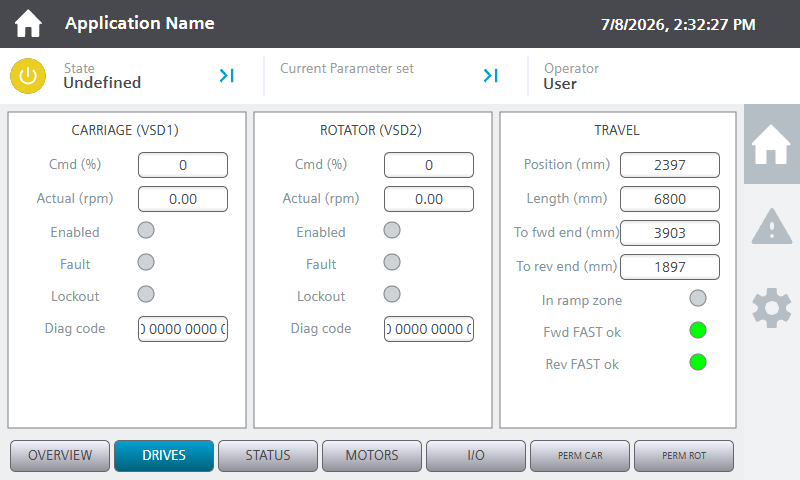 Application Name
7/8/2026, 2:32:27 PM
State
Undefined
Current Parameter set
Operator
User
CARRIAGE (VSD1)
Cmd (%)
0
Actual (rpm)
0.00
Enabled
Fault
Lockout
Diag code
0000 0000
ROTATOR (VSD2)
Cmd (%)
0
Actual (rpm)
0.00
Enabled
Fault
Lockout
Diag code
0000 0000
TRAVEL
Position (mm)
2397
Length (mm)
6800
To fwd end (mm)
3903
To rev end (mm)
1897
In ramp zone
Fwd FAST ok
Rev FAST ok
OVERVIEW
DRIVES
STATUS
MOTORS
I/O
PERM CAR
PERM ROT